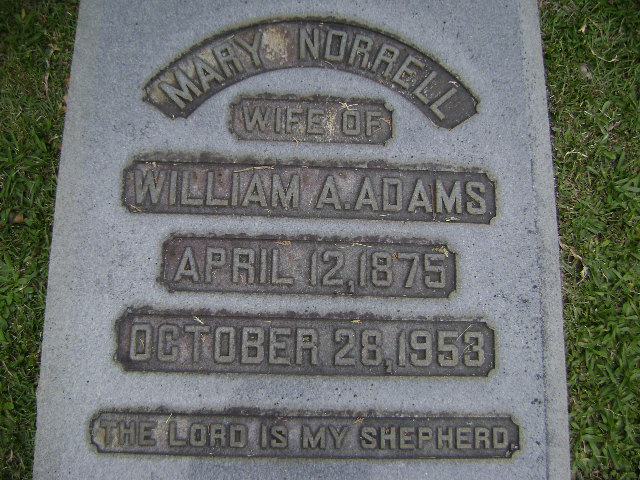 MARY NORRELL
WIFE OF
WILLIAM A. ADAMS
APRIL 12, 1875
OCTOBER 28, 1953
THE LORD IS MY SHEPHERD.